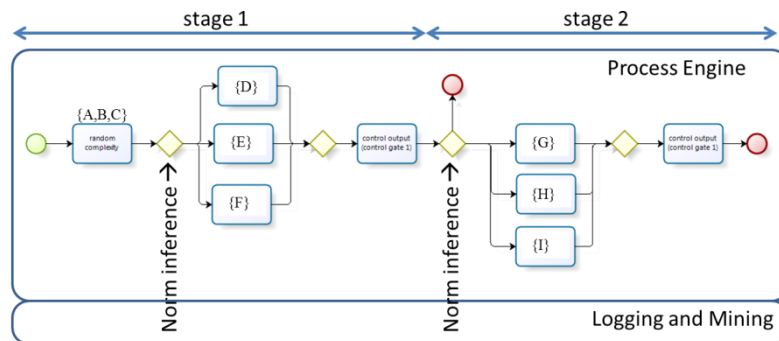 stage 1
stage 2
Process Engine
{A,B,C}
random
complexity
{D}
{E}
{F}
control output
(control gate 1)
{G}
{H}
{I}
control output
(control gate 1)
Norm inference
Norm inference
Logging and Mining